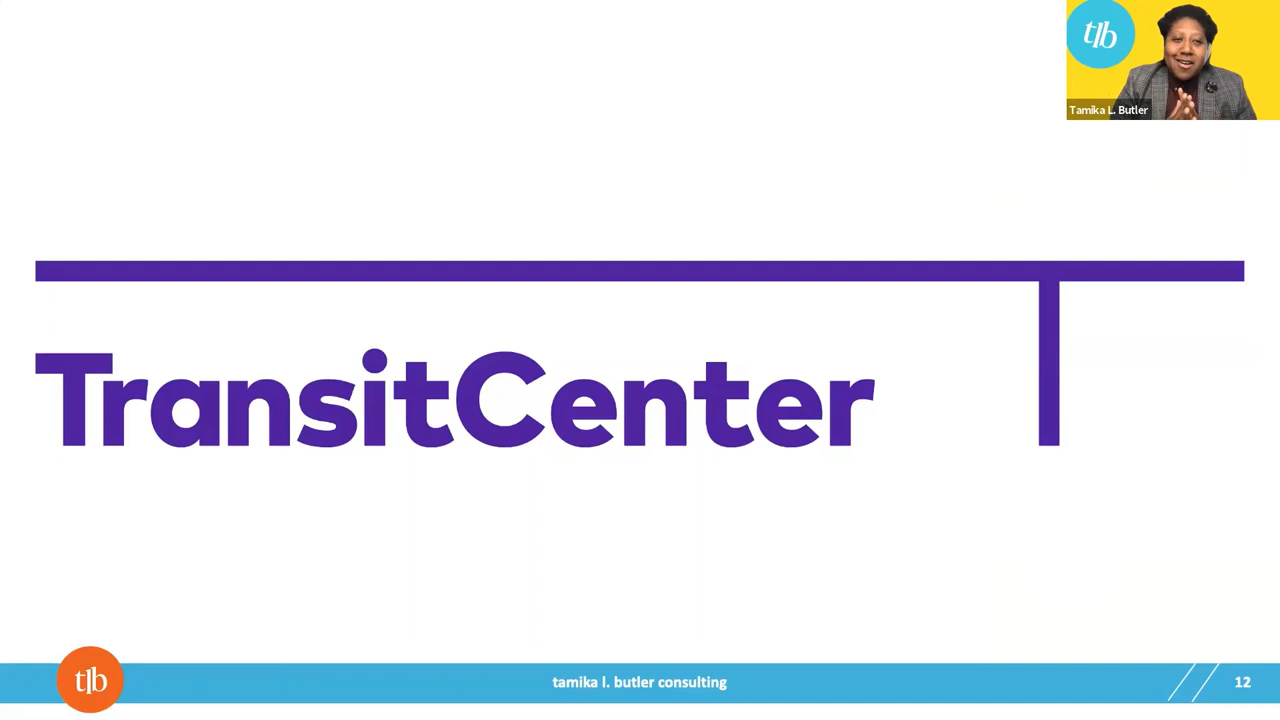 tlb
Tamika L. Butler
TransitCenter
tlb
tamika l. butler consulting
12